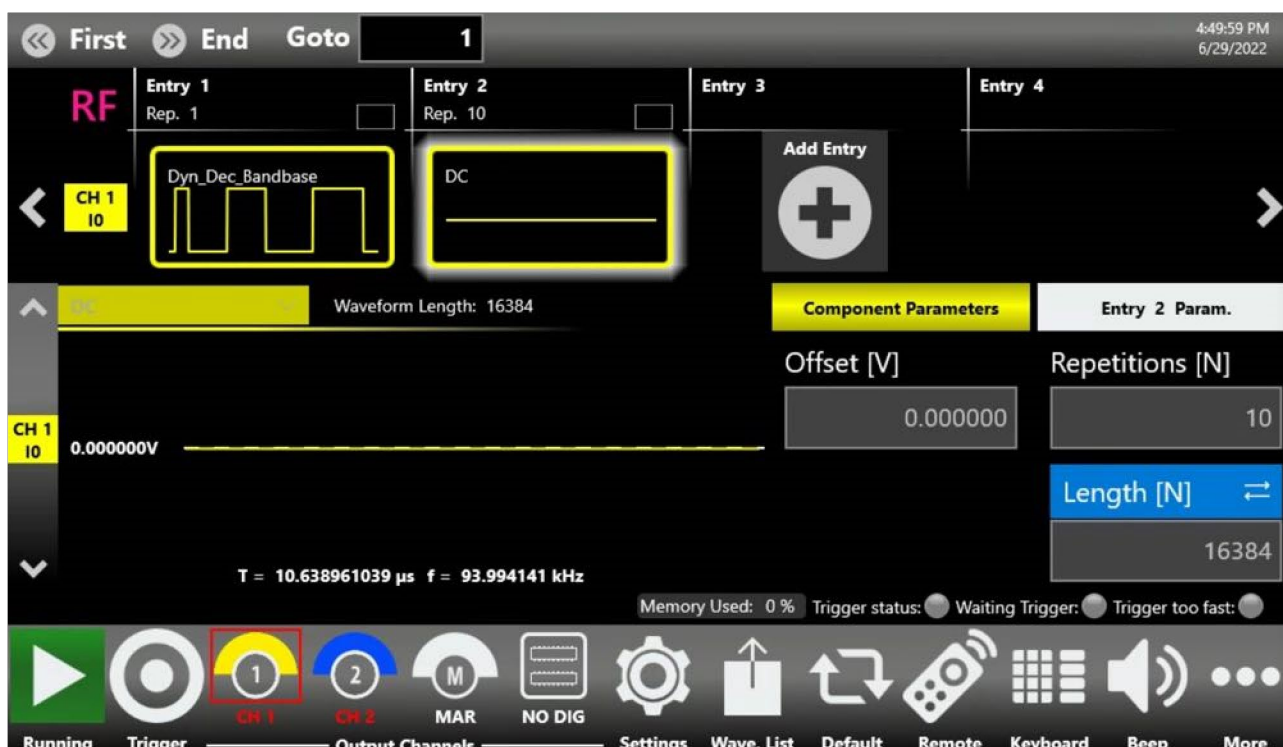 First End Goto 1
4:49:59 PM
6/29/2022
RF
Entry 1
Rep. 1
Entry 2
Rep. 10
Entry 3
Entry 4
Dyn_Dec_Bandbase
DC
Add Entry
CH 1
I0
DC
Waveform Length: 16384
Component Parameters
Entry 2 Param.
Offset [V]
0.000000
Repetitions [N]
10
CH 1
I0
0.000000V
Length [N]
16384
T = 10.638961039 µs f = 93.994141 kHz
Memory Used: 0 % Trigger status: Waiting Trigger: Trigger too fast:
1
2
M
CH 1
CH 2
MAR
NO DIG
Running Trigger Output Channels Settings Wave. List Default Remote Keyboard Beep More